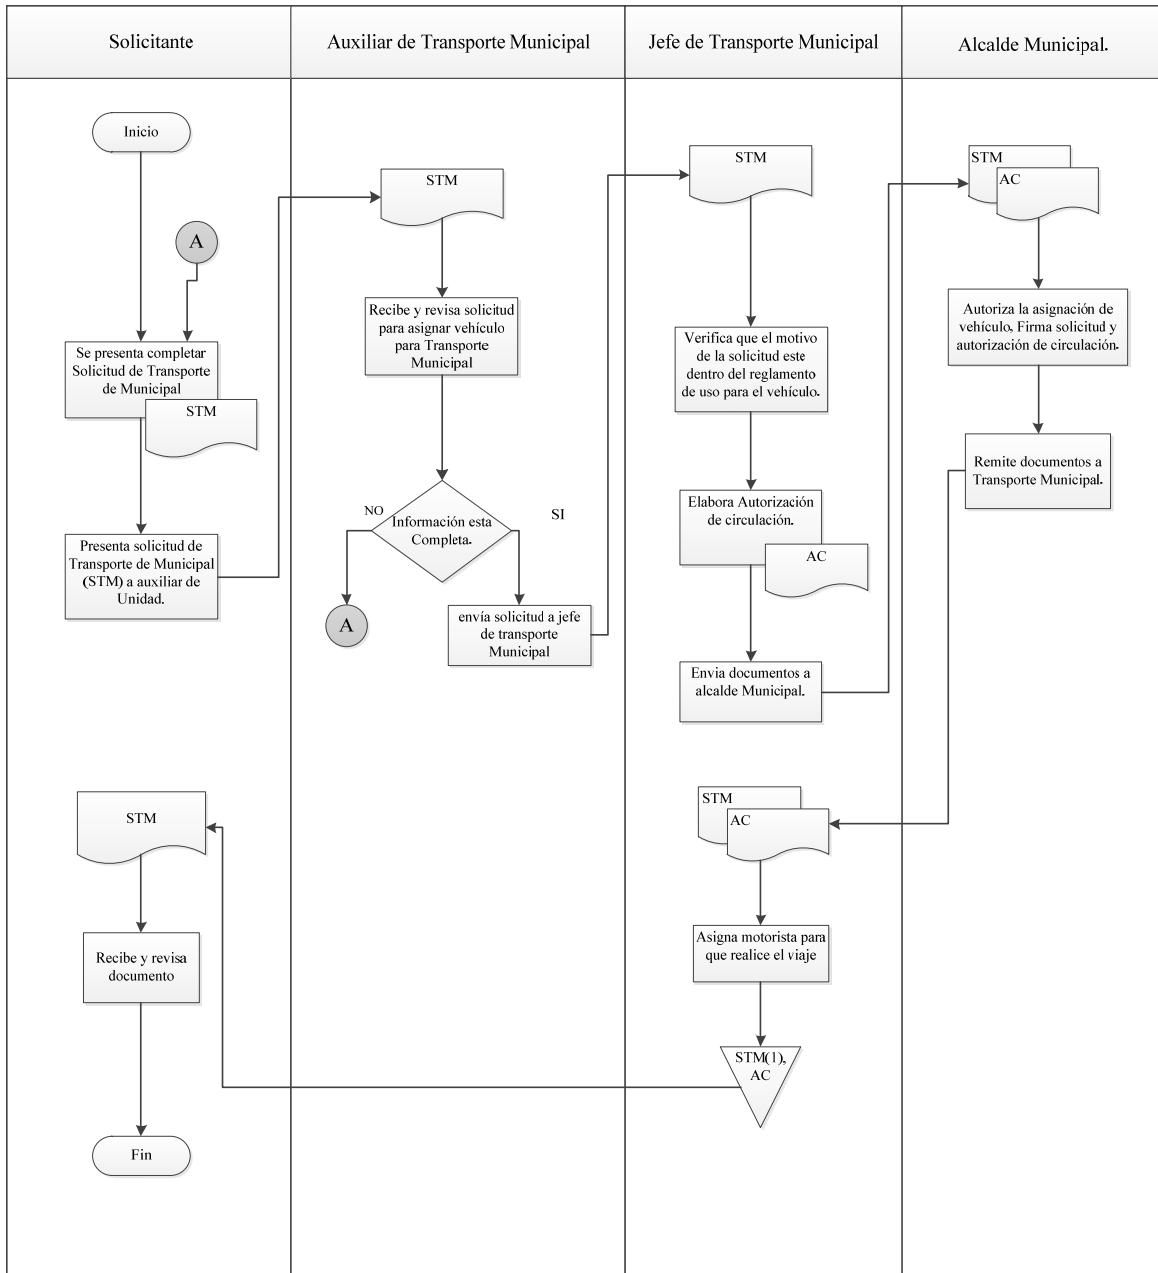 Solicitante
Auxiliar de Transporte Municipal
Jefe de Transporte Municipal
Alcalde Municipal.
Inicio
A
Se presenta completar
Solicitud de Transporte
de Municipal
STM
Presenta solicitud de
Transporte de Municipal
(STM) a auxiliar de
Unidad.
STM
Recibe y revisa solicitud
para asignar vehículo
para Transporte
Municipal
NO
Información esta
Completa.
SI
A
envía solicitud a jefe
de transporte
Municipal
STM
Verifica que el motivo
de la solicitud este
dentro del reglamento
de uso para el vehículo.
Elabora Autorización
de circulación.
AC
Envia documentos a
alcalde Municipal.
STM
AC
Autoriza la asignación de
vehículo, Firma solicitud y
autorización de circulación.
Remite documentos a
Transporte Municipal.
STM
AC
Asigna motorista para
que realice el viaje
STM(1),
AC
STM
Recibe y revisa
documento
Fin